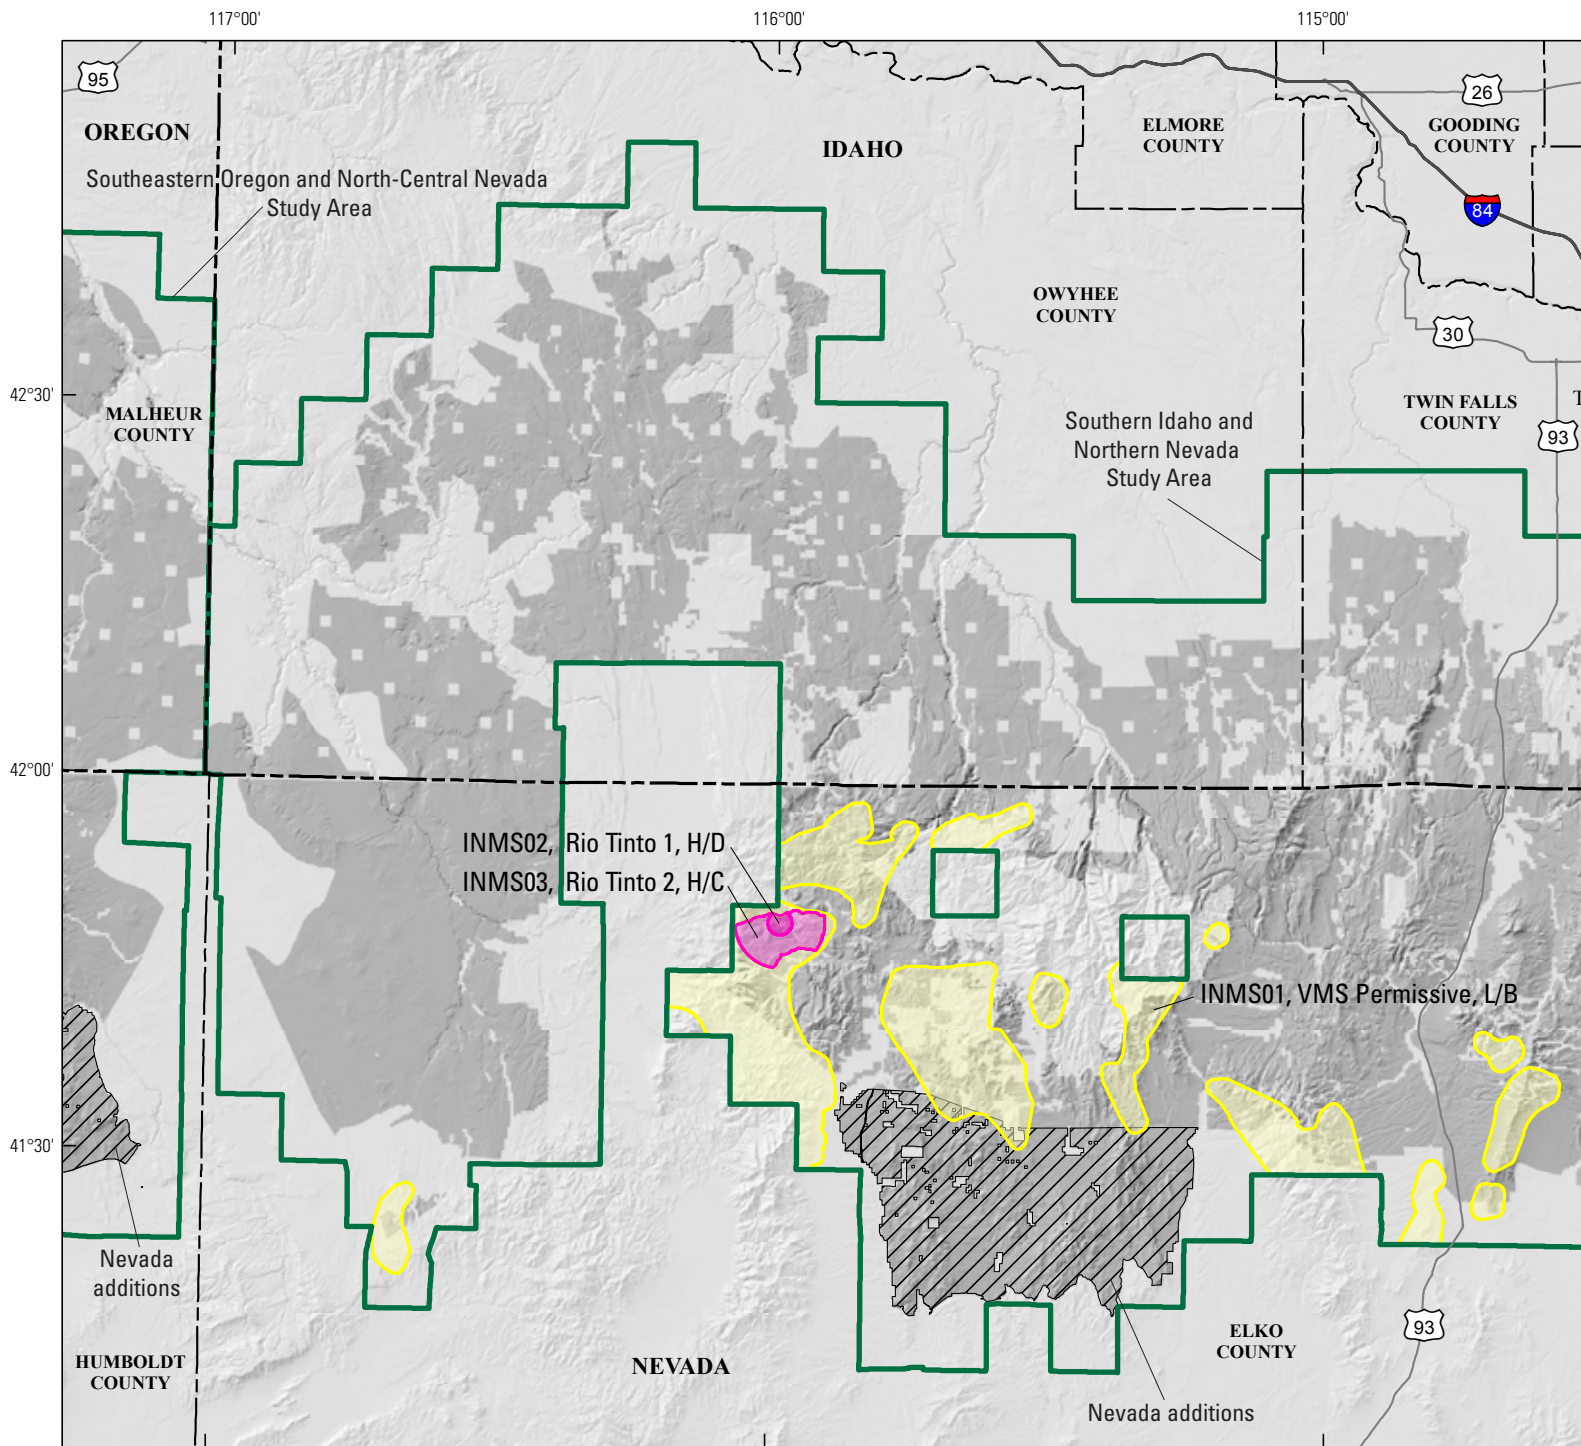 117°00'
116°00'
115°00'
95
26
OREGON
IDAHO
ELMORE
COUNTY
GOODING
COUNTY
Southeastern Oregon and North-Central Nevada
Study Area
84
OWYHEE
COUNTY
30
42°30'
MALHEUR
COUNTY
Southern Idaho and
Northern Nevada
Study Area
TWIN FALLS
COUNTY
T
93
42°00'
INMS02, Rio Tinto 1, H/D
INMS03, Rio Tinto 2, H/C
INMS01, VMS Permissive, L/B
41°30'
Nevada
additions
93
ELKO
COUNTY
HUMBOLDT
COUNTY
NEVADA
Nevada additions